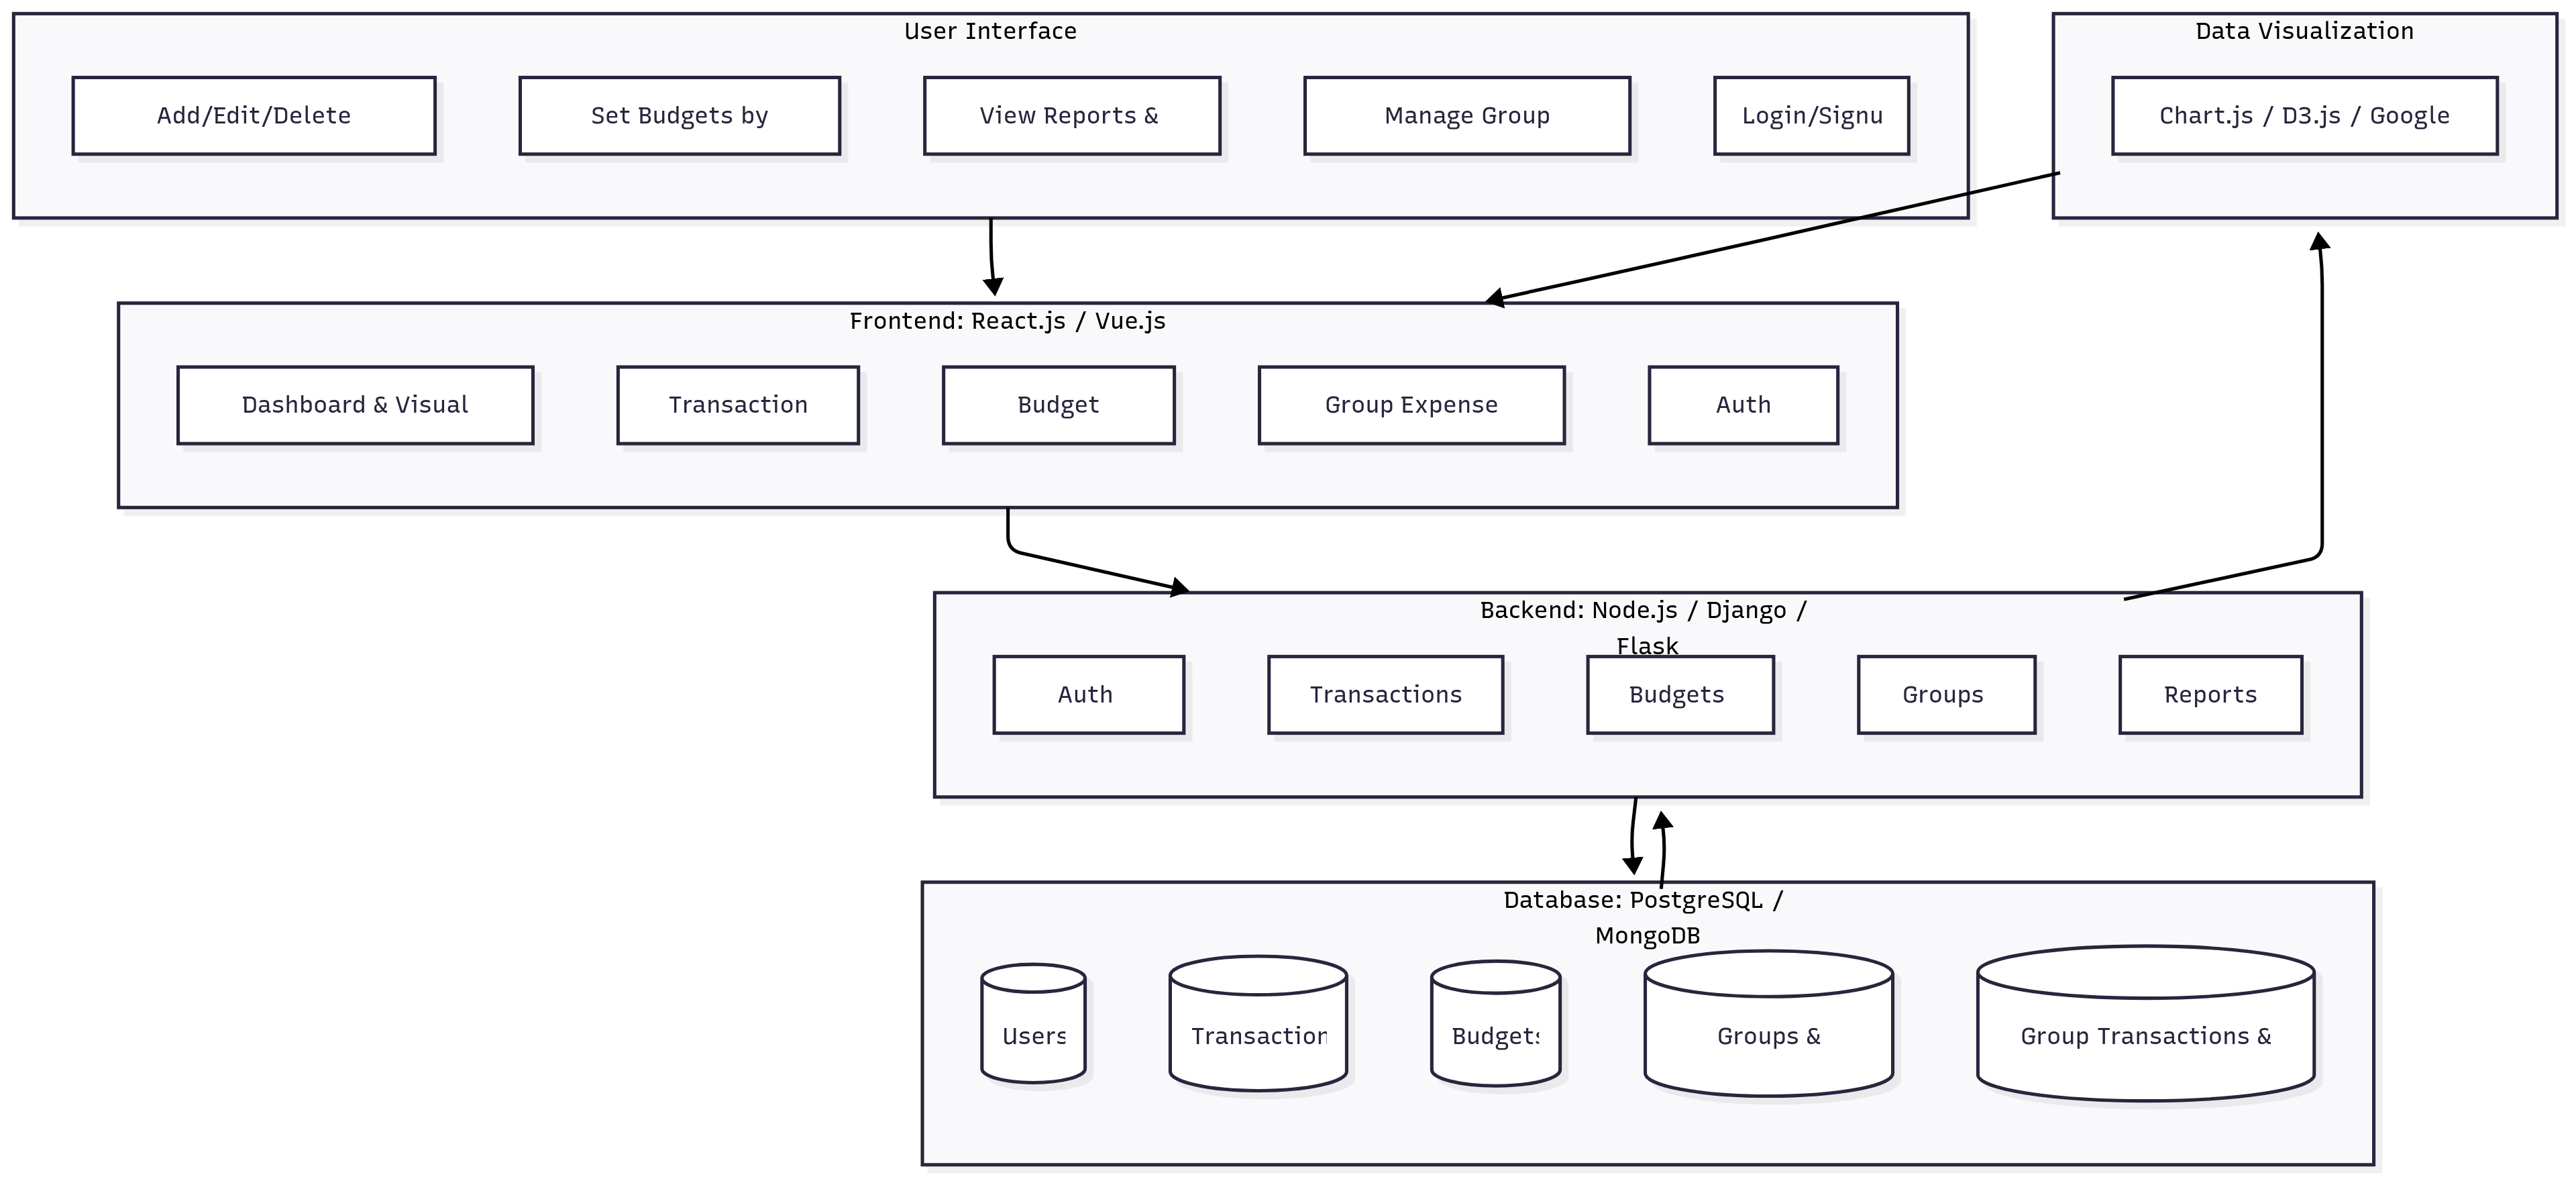 User Interface
Add/Edit/Delete
Set Budgets by
View Reports &
Manage Group
Login/Signu
Data Visualization
Chart.js / D3.js / Google
Frontend: React.js / Vue.js
Dashboard & Visual
Transaction
Budget
Group Expense
Auth
Backend: Node.js / Django /
Flask
Auth
Transactions
Budgets
Groups
Reports
Database: PostgreSQL /
MongoDB
Users
Transaction
Budgets
Groups &
Group Transactions &